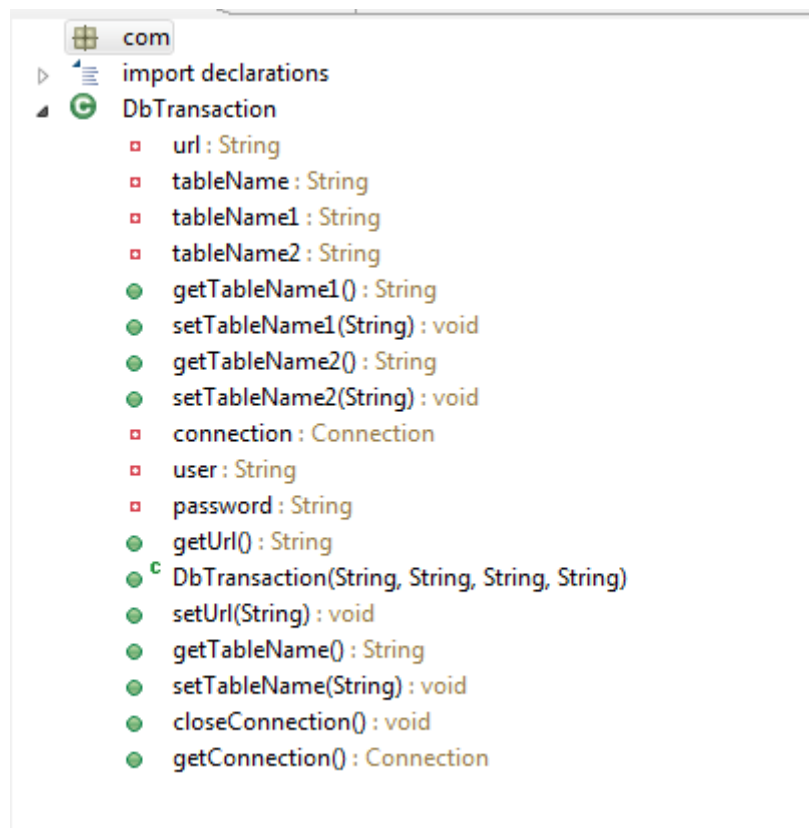 com
import declarations
DbTransaction
url : String
tableName : String
tableName1 : String
tableName2 : String
getTableName1() : String
setTableName1(String) : void
getTableName2() : String
setTableName2(String) : void
connection : Connection
user : String
password : String
getUrl() : String
DbTransaction(String, String, String, String)
setUrl(String) : void
getTableName() : String
setTableName(String) : void
closeConnection() : void
getConnection() : Connection